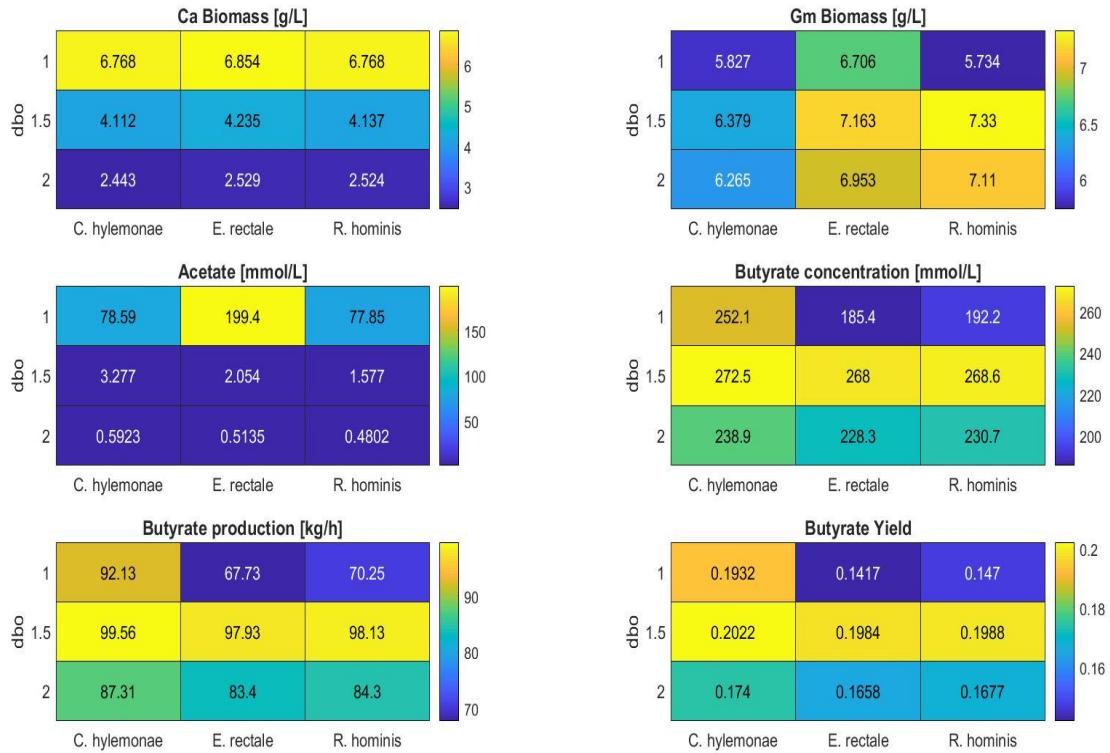 Ca Biomass [g/L]
dbo
1 6.768 6.854 6.768
1.5 4.112 4.235 4.137
2 2.443 2.529 2.524
C. hylemonae E. rectale R. hominis
6
5
4
3
Gm Biomass [g/L]
dbo
1 5.827 6.706 5.734
1.5 6.379 7.163 7.33
2 6.265 6.953 7.11
C. hylemonae E. rectale R. hominis
7
6.5
6
Acetate [mmol/L]
dbo
1 78.59 199.4 77.85
1.5 3.277 2.054 1.577
2 0.5923 0.5135 0.4802
C. hylemonae E. rectale R. hominis
150
100
50
Butyrate concentration [mmol/L]
dbo
1 252.1 185.4 192.2
1.5 272.5 268 268.6
2 238.9 228.3 230.7
C. hylemonae E. rectale R. hominis
260
240
220
200
Butyrate production [kg/h]
dbo
1 92.13 67.73 70.25
1.5 99.56 97.93 98.13
2 87.31 83.4 84.3
C. hylemonae E. rectale R. hominis
90
80
70
Butyrate Yield
dbo
1 0.1932 0.1417 0.147
1.5 0.2022 0.1984 0.1988
2 0.174 0.1658 0.1677
C. hylemonae E. rectale R. hominis
0.2
0.18
0.16